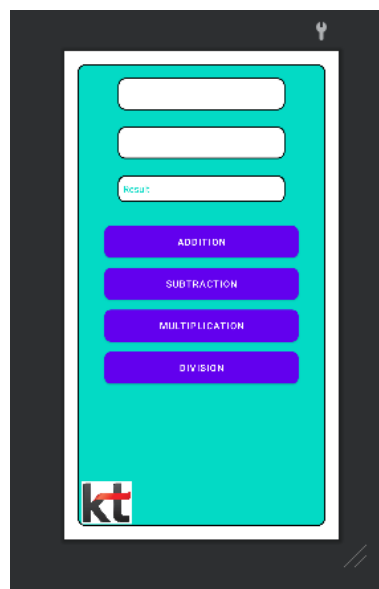 Result
ADDITION
SUBTRACTION
MULTIPLICATION
DIVISION
kt